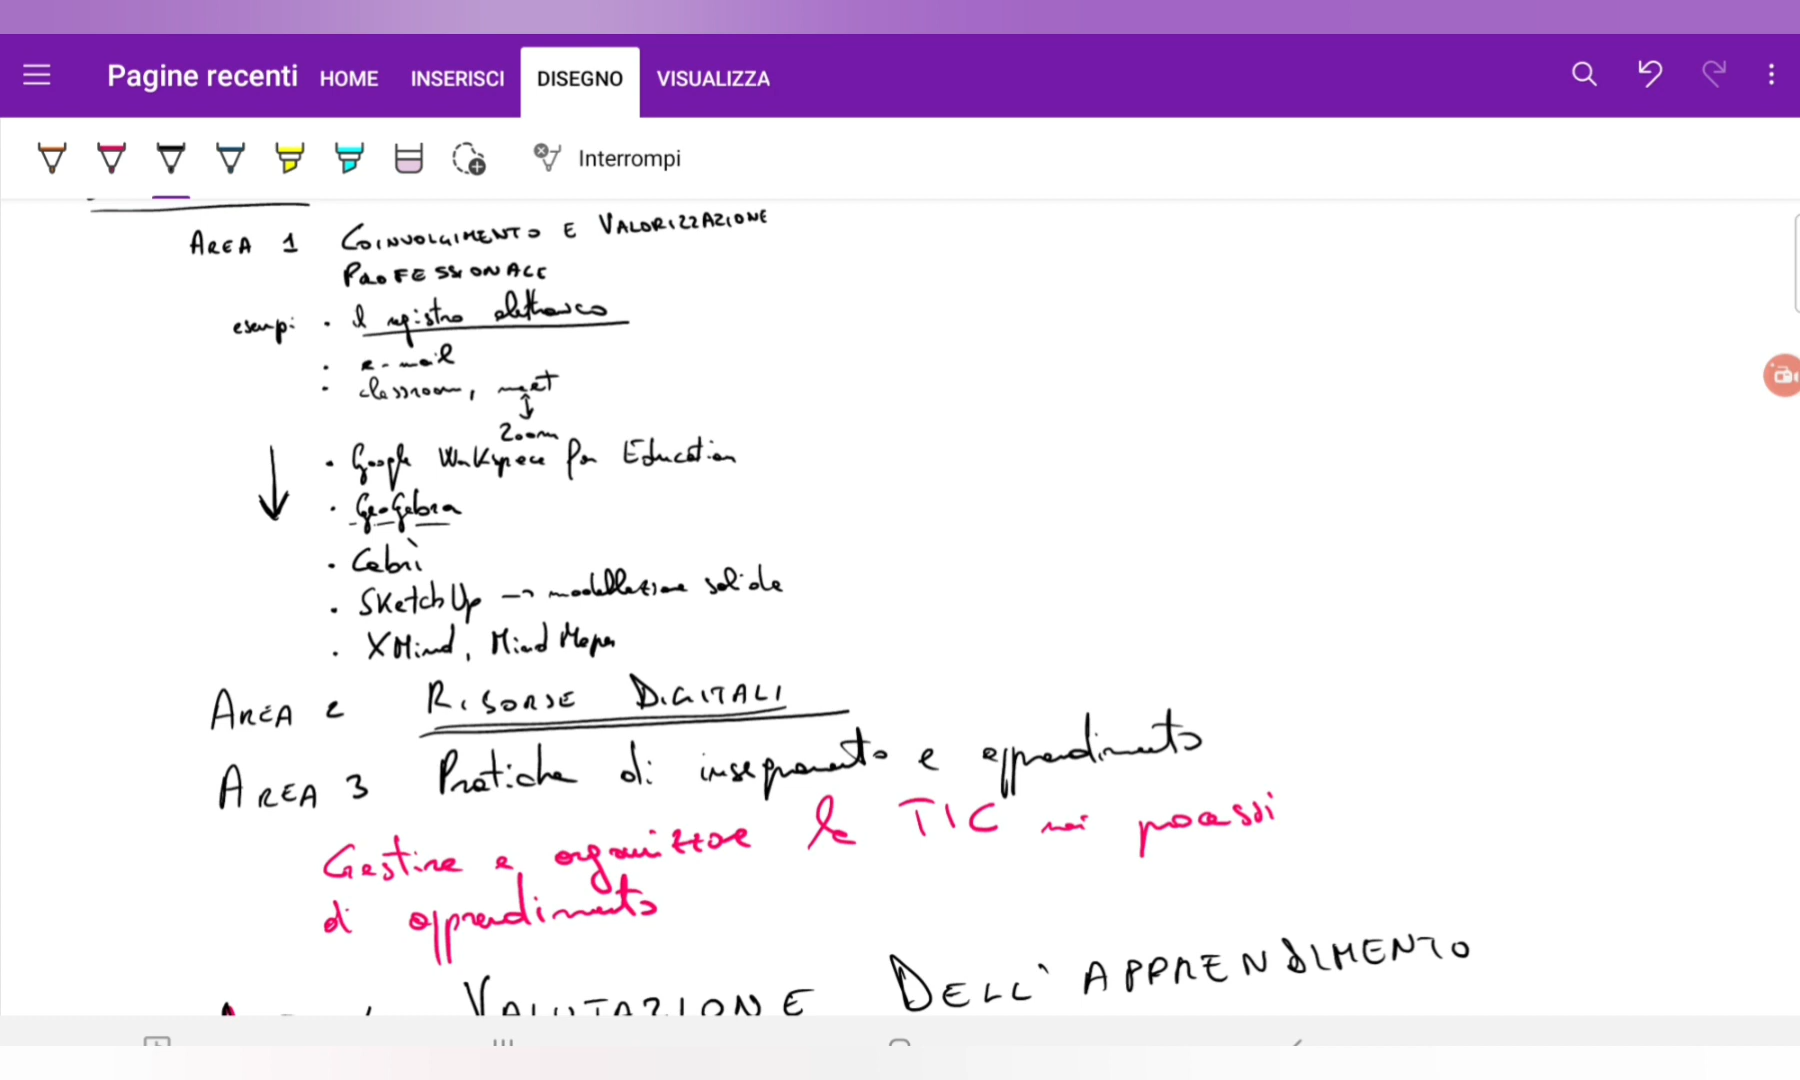 Pagine recenti HOME INSERISCI DISEGNO VISUALIZZA
Interrompi
AREA 1 COINVOLGIMENTO E VALORIZZAZIONE
PROFESSIONALE
esempi: • Il registro elettronico
• e-mail
• classroom, meet
Zoom
• Google Workspace for Education
• GeoGebra
• Cabrì
• SketchUp → modellazione solida
• XMind, Mind Maper
AREA 2 RISORSE DIGITALI
AREA 3 Pratiche di insegnamento e apprendimento
Gestire e organizzare le TIC nei processi
di apprendimento
VALUTAZIONE DELL'APPRENDIMENTO